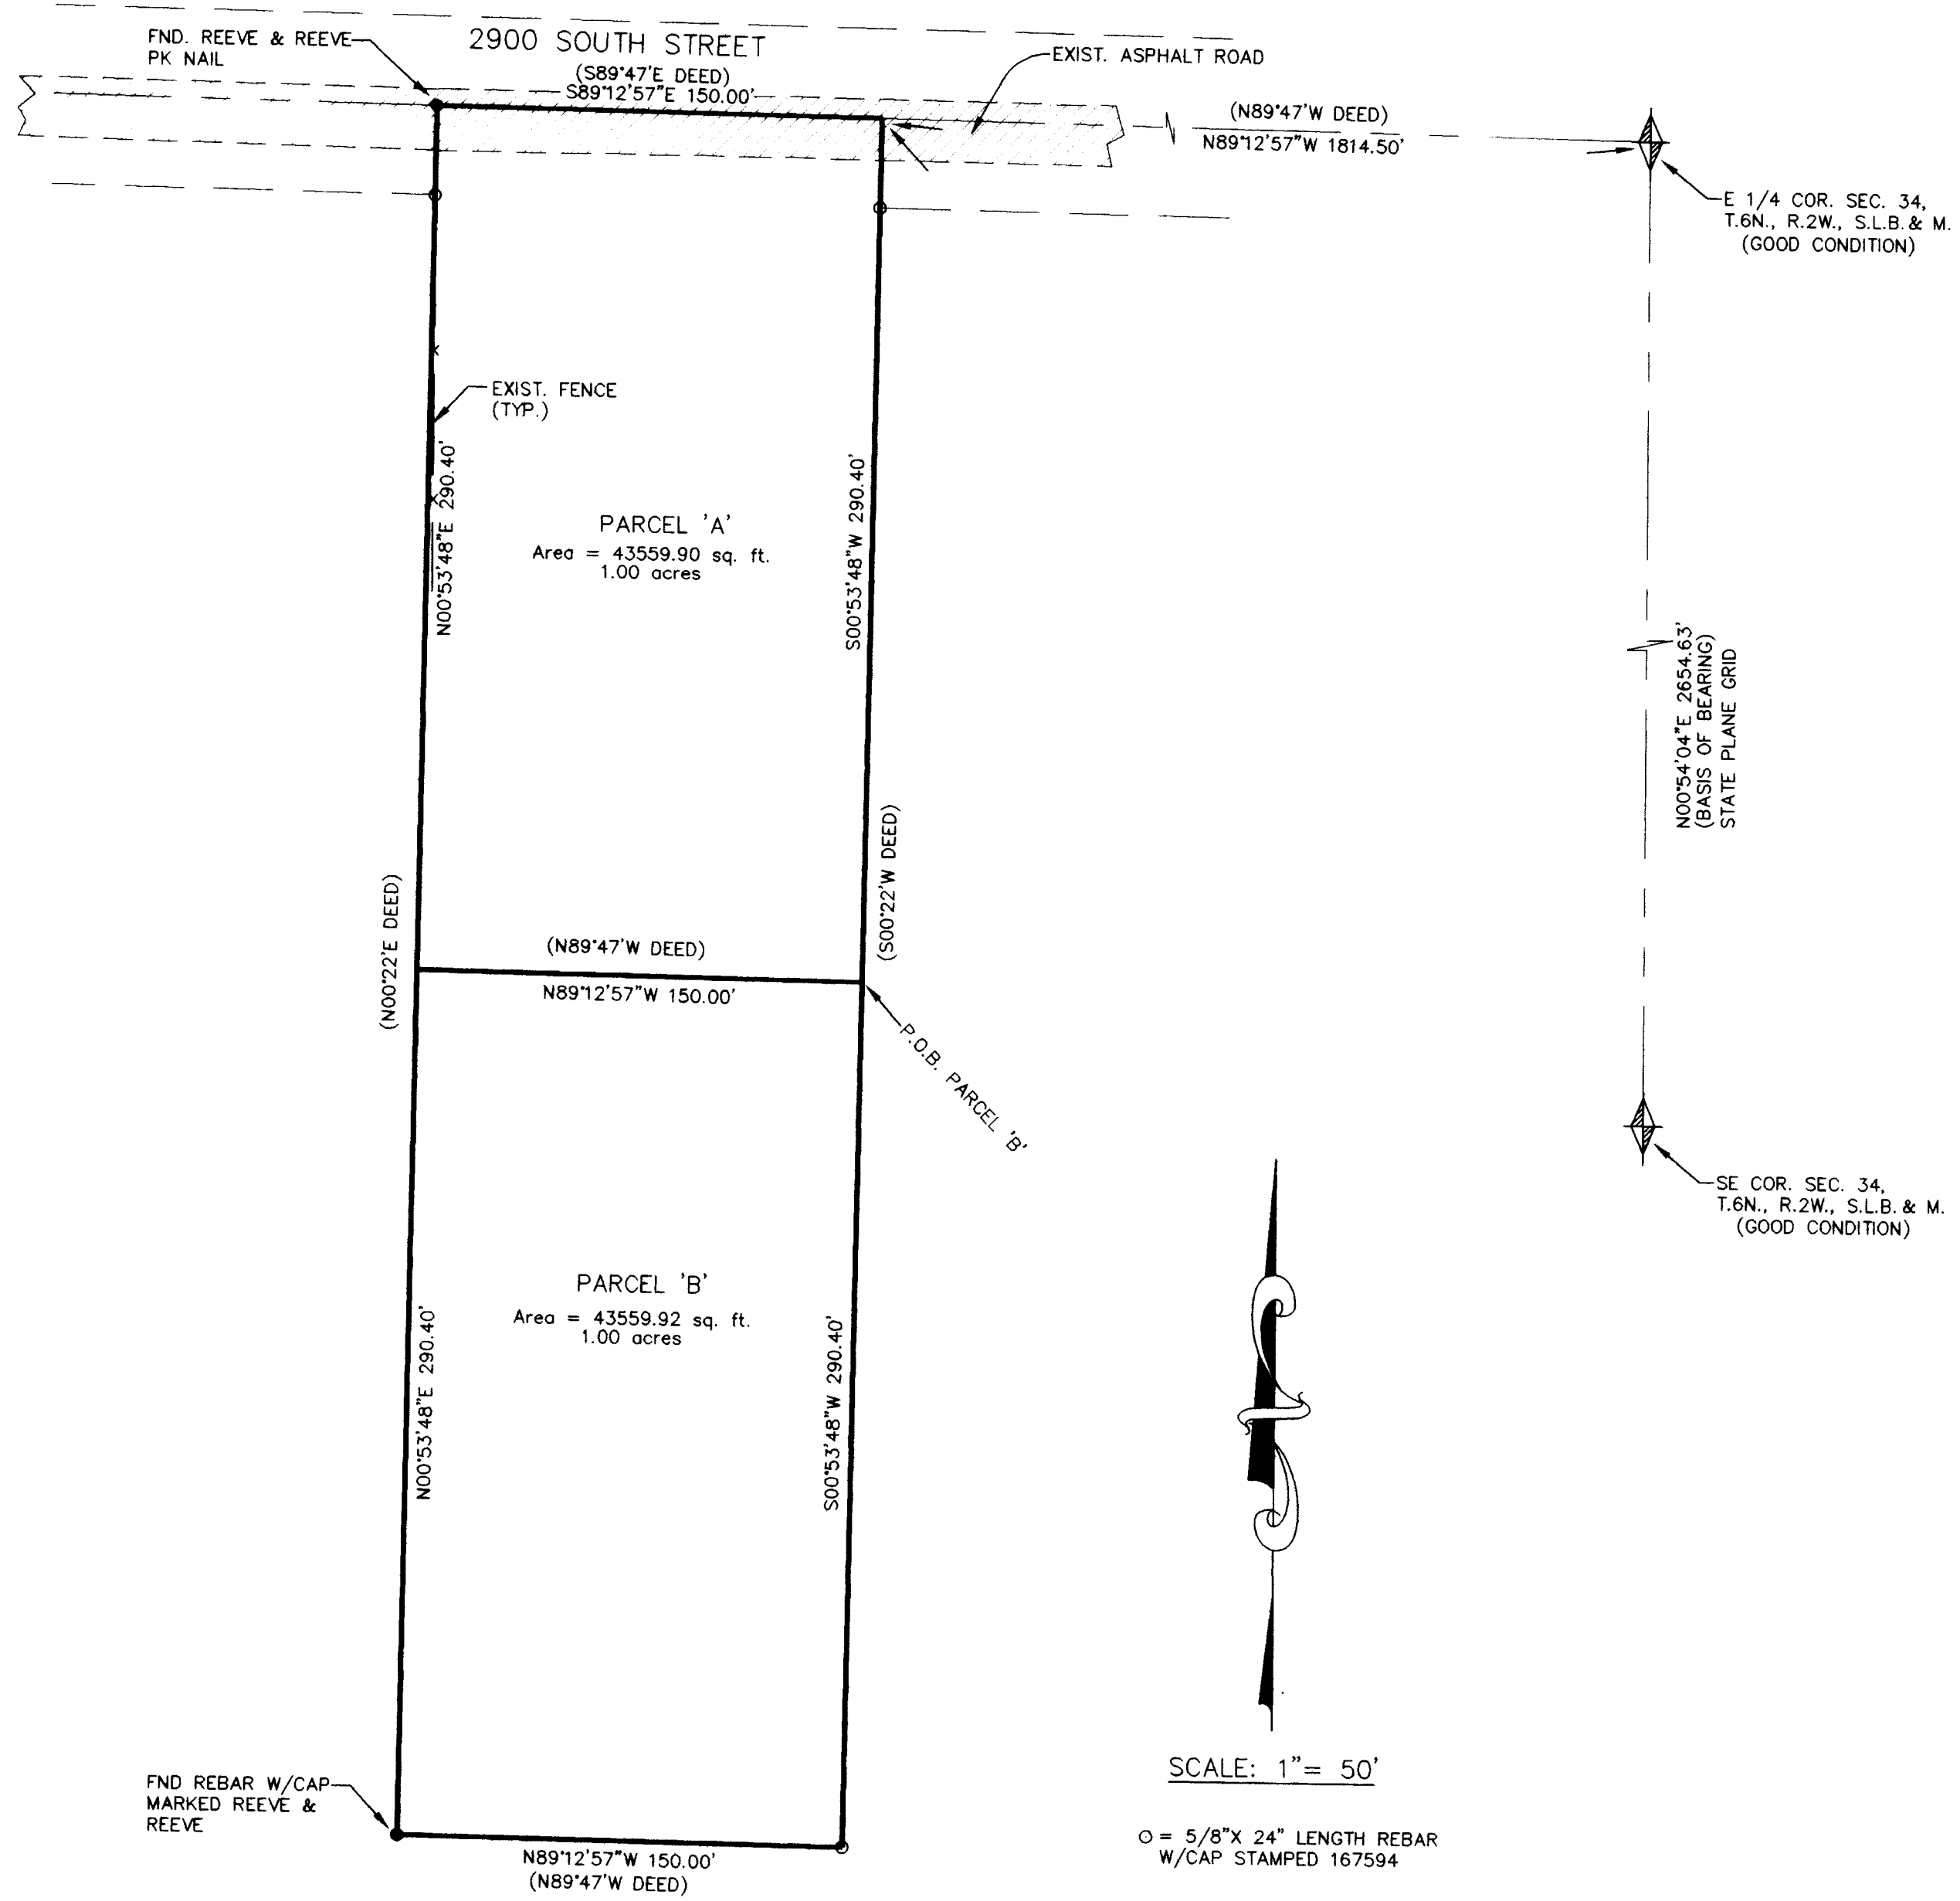 2900 SOUTH STREET
(S89°47'E DEED)
S89°12'57"E 150.00'
FND. REEVE & REEVE
PK NAIL
EXIST. ASPHALT ROAD
(N89°47'W DEED)
N89°12'57"W 1814.50'
E 1/4 COR. SEC. 34,
T.6N., R.2W., S.L.B. & M.
(GOOD CONDITION)
EXIST. FENCE
(TYP.)
N00°53'48"E 290.40'
PARCEL 'A'
Area = 43559.90 sq. ft.
1.00 acres
S00°53'48"W 290.40'
N00°54'04"E 2654.63'
(BASIS OF BEARING)
STATE PLANE GRID
(N00°22'E DEED)
(S00°22'W DEED)
(N89°47'W DEED)
N89°12'57"W 150.00'
P.O.B. PARCEL 'B'
SE COR. SEC. 34,
T.6N., R.2W., S.L.B. & M.
(GOOD CONDITION)
PARCEL 'B'
Area = 43559.92 sq. ft.
1.00 acres
N00°53'48"E 290.40'
S00°53'48"W 290.40'
FND REBAR W/CAP
MARKED REEVE &
REEVE
N89°12'57"W 150.00'
(N89°47'W DEED)
SCALE: 1"= 50'
= 5/8"X 24" LENGTH REBAR
W/CAP STAMPED 167594